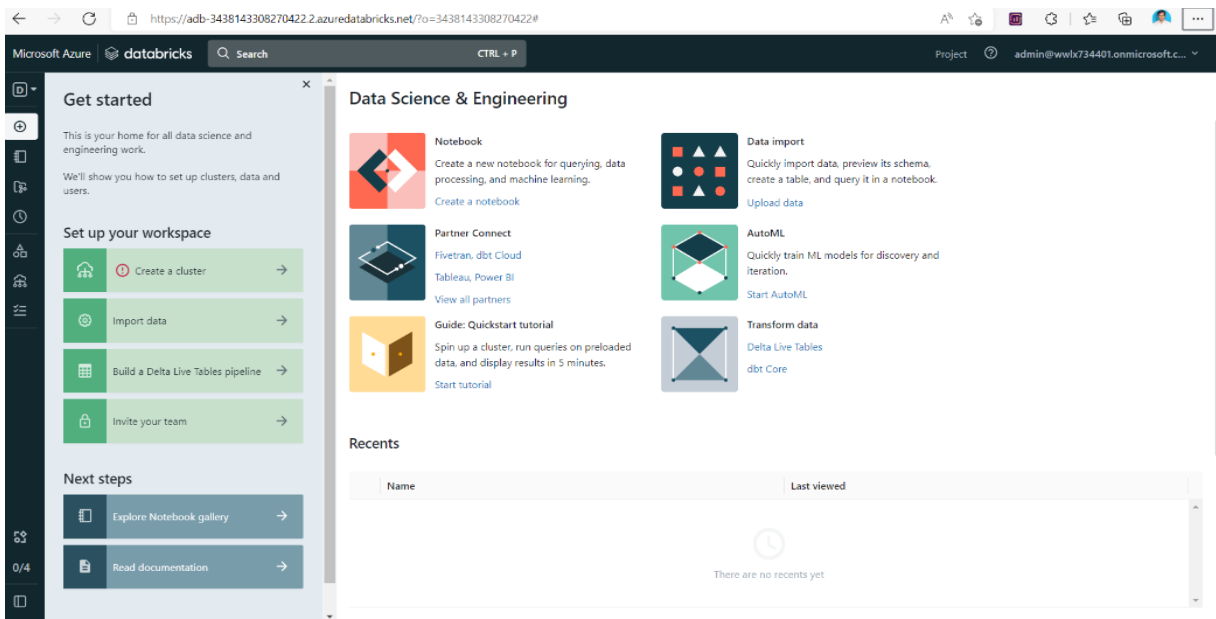 https://adb-3438143308270422.2.azuredatabricks.net/?o=3438143308270422#
Microsoft Azure databricks Search CTRL + P Project ? admin@wwlx734401.onmicrosoft.c...
D
Get started
This is your home for all data science and
engineering work.
We'll show you how to set up clusters, data and
users.
Set up your workspace
Create a cluster
Import data
Build a Delta Live Tables pipeline
Invite your team
Next steps
Explore Notebook gallery
Read documentation
0/4
Data Science & Engineering
Notebook
Create a new notebook for querying, data
processing, and machine learning.
Create a notebook
Data import
Quickly import data, preview its schema,
create a table, and query it in a notebook.
Upload data
Partner Connect
Fivetran, dbt Cloud
Tableau, Power BI
View all partners
AutoML
Quickly train ML models for discovery and
iteration.
Start AutoML
Guide: Quickstart tutorial
Spin up a cluster, run queries on preloaded
data, and display results in 5 minutes.
Start tutorial
Transform data
Delta Live Tables
dbt Core
Recents
Name Last viewed
There are no recents yet